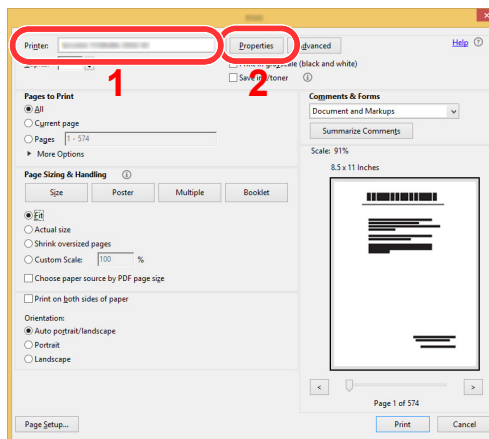 Printer:
Properties
Advanced
Help
1
2
(black and white)
Save ink/toner
Pages to Print
All
Current page
Pages 1 - 574
More Options
Comments & Forms
Document and Markups
Summarize Comments
Scale: 91%
8.5 x 11 Inches
Page Sizing & Handling
Size Poster Multiple Booklet
Fit
Actual size
Shrink oversized pages
Custom Scale: 100 %
Choose paper source by PDF page size
Print on both sides of paper
Orientation:
Auto portrait/landscape
Portrait
Landscape
< >
Page 1 of 574
Page Setup...
Print Cancel